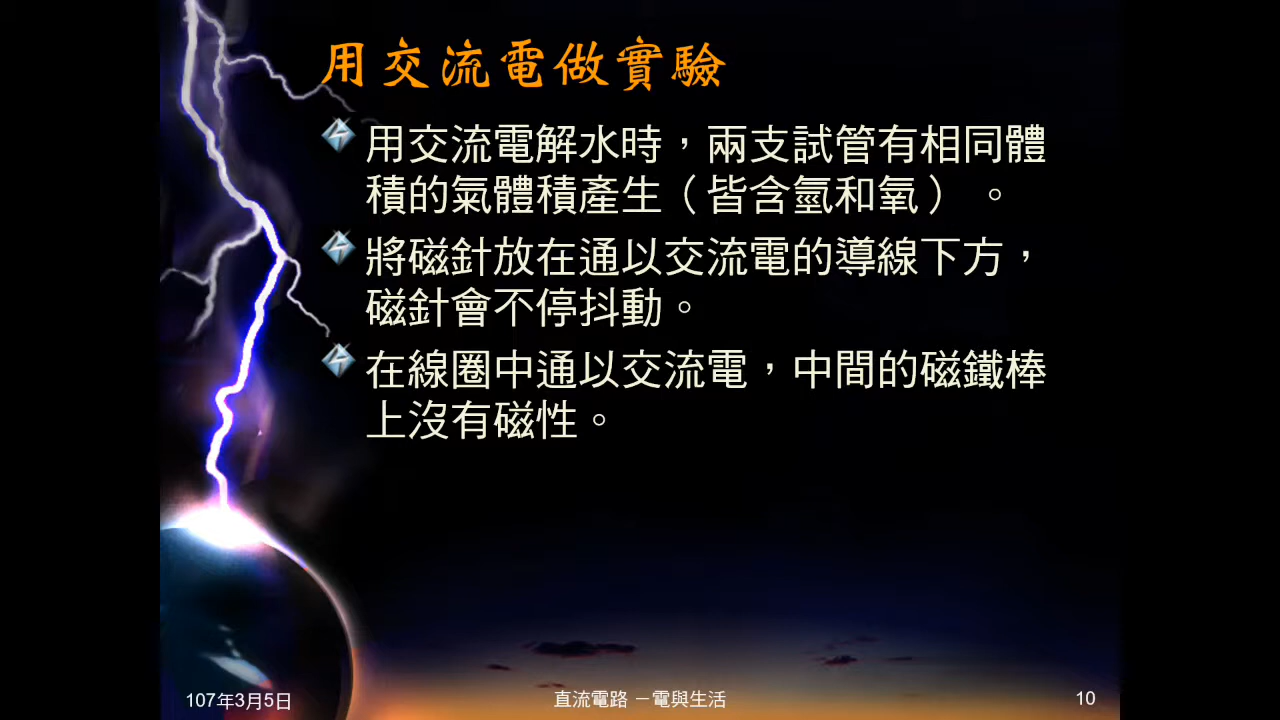 用交流電做實驗
用交流電解水時，兩支試管有相同體
積的氣體積產生（皆含氫和氧） 。
將磁針放在通以交流電的導線下方，
磁針會不停抖動。
在線圈中通以交流電，中間的磁鐵棒
上沒有磁性。
107年3月5日
直流電路 －電與生活
10